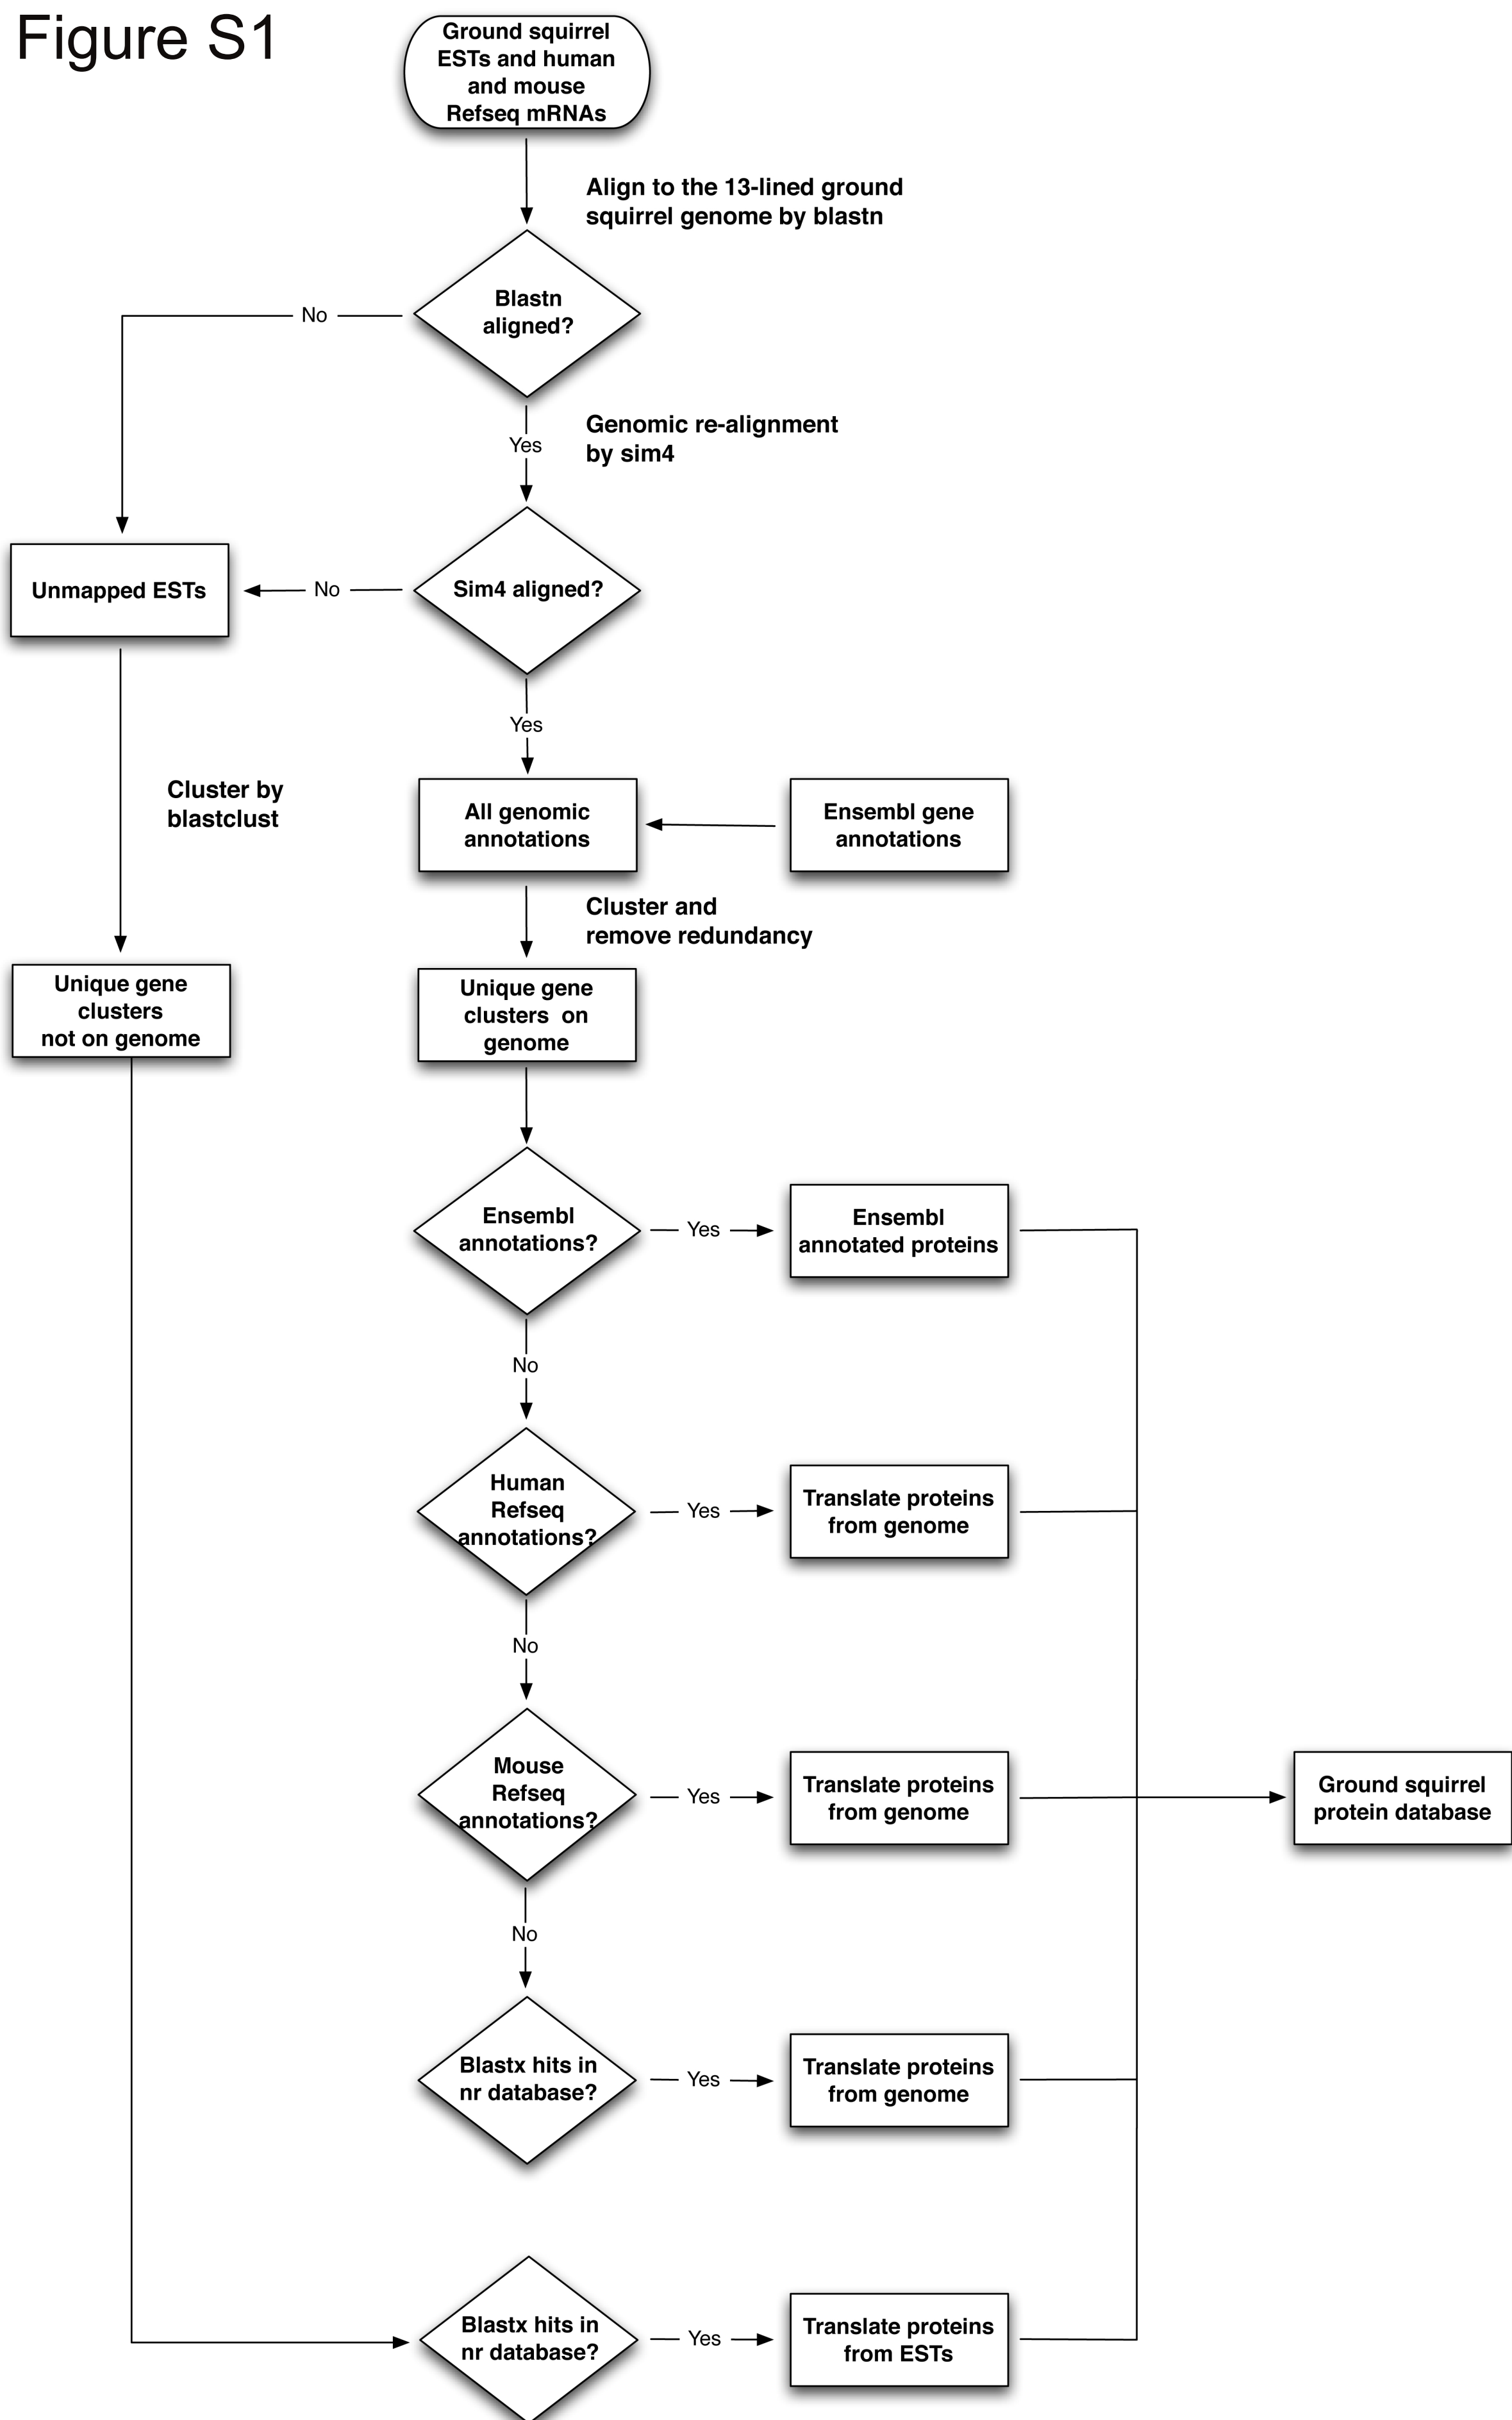 Figure S1
Ground squirrel
ESTs and human
and mouse
Refseq mRNAs
Align to the 13-lined ground
squirrel genome by blastn
Blastn
aligned?
No
Yes
Genomic re-alignment
by sim4
Unmapped ESTs
No
Sim4 aligned?
Yes
Cluster by
blastclust
All genomic
annotations
Ensembl gene
annotations
Cluster and
remove redundancy
Unique gene
clusters
not on genome
Unique gene
clusters on
genome
Ensembl
annotations?
Yes
Ensembl
annotated proteins
No
Human
Refseq
annotations?
Yes
Translate proteins
from genome
No
Mouse
Refseq
annotations?
Yes
Translate proteins
from genome
Ground squirrel
protein database
No
Blastx hits in
nr database?
Yes
Translate proteins
from genome
Blastx hits in
nr database?
Yes
Translate proteins
from ESTs